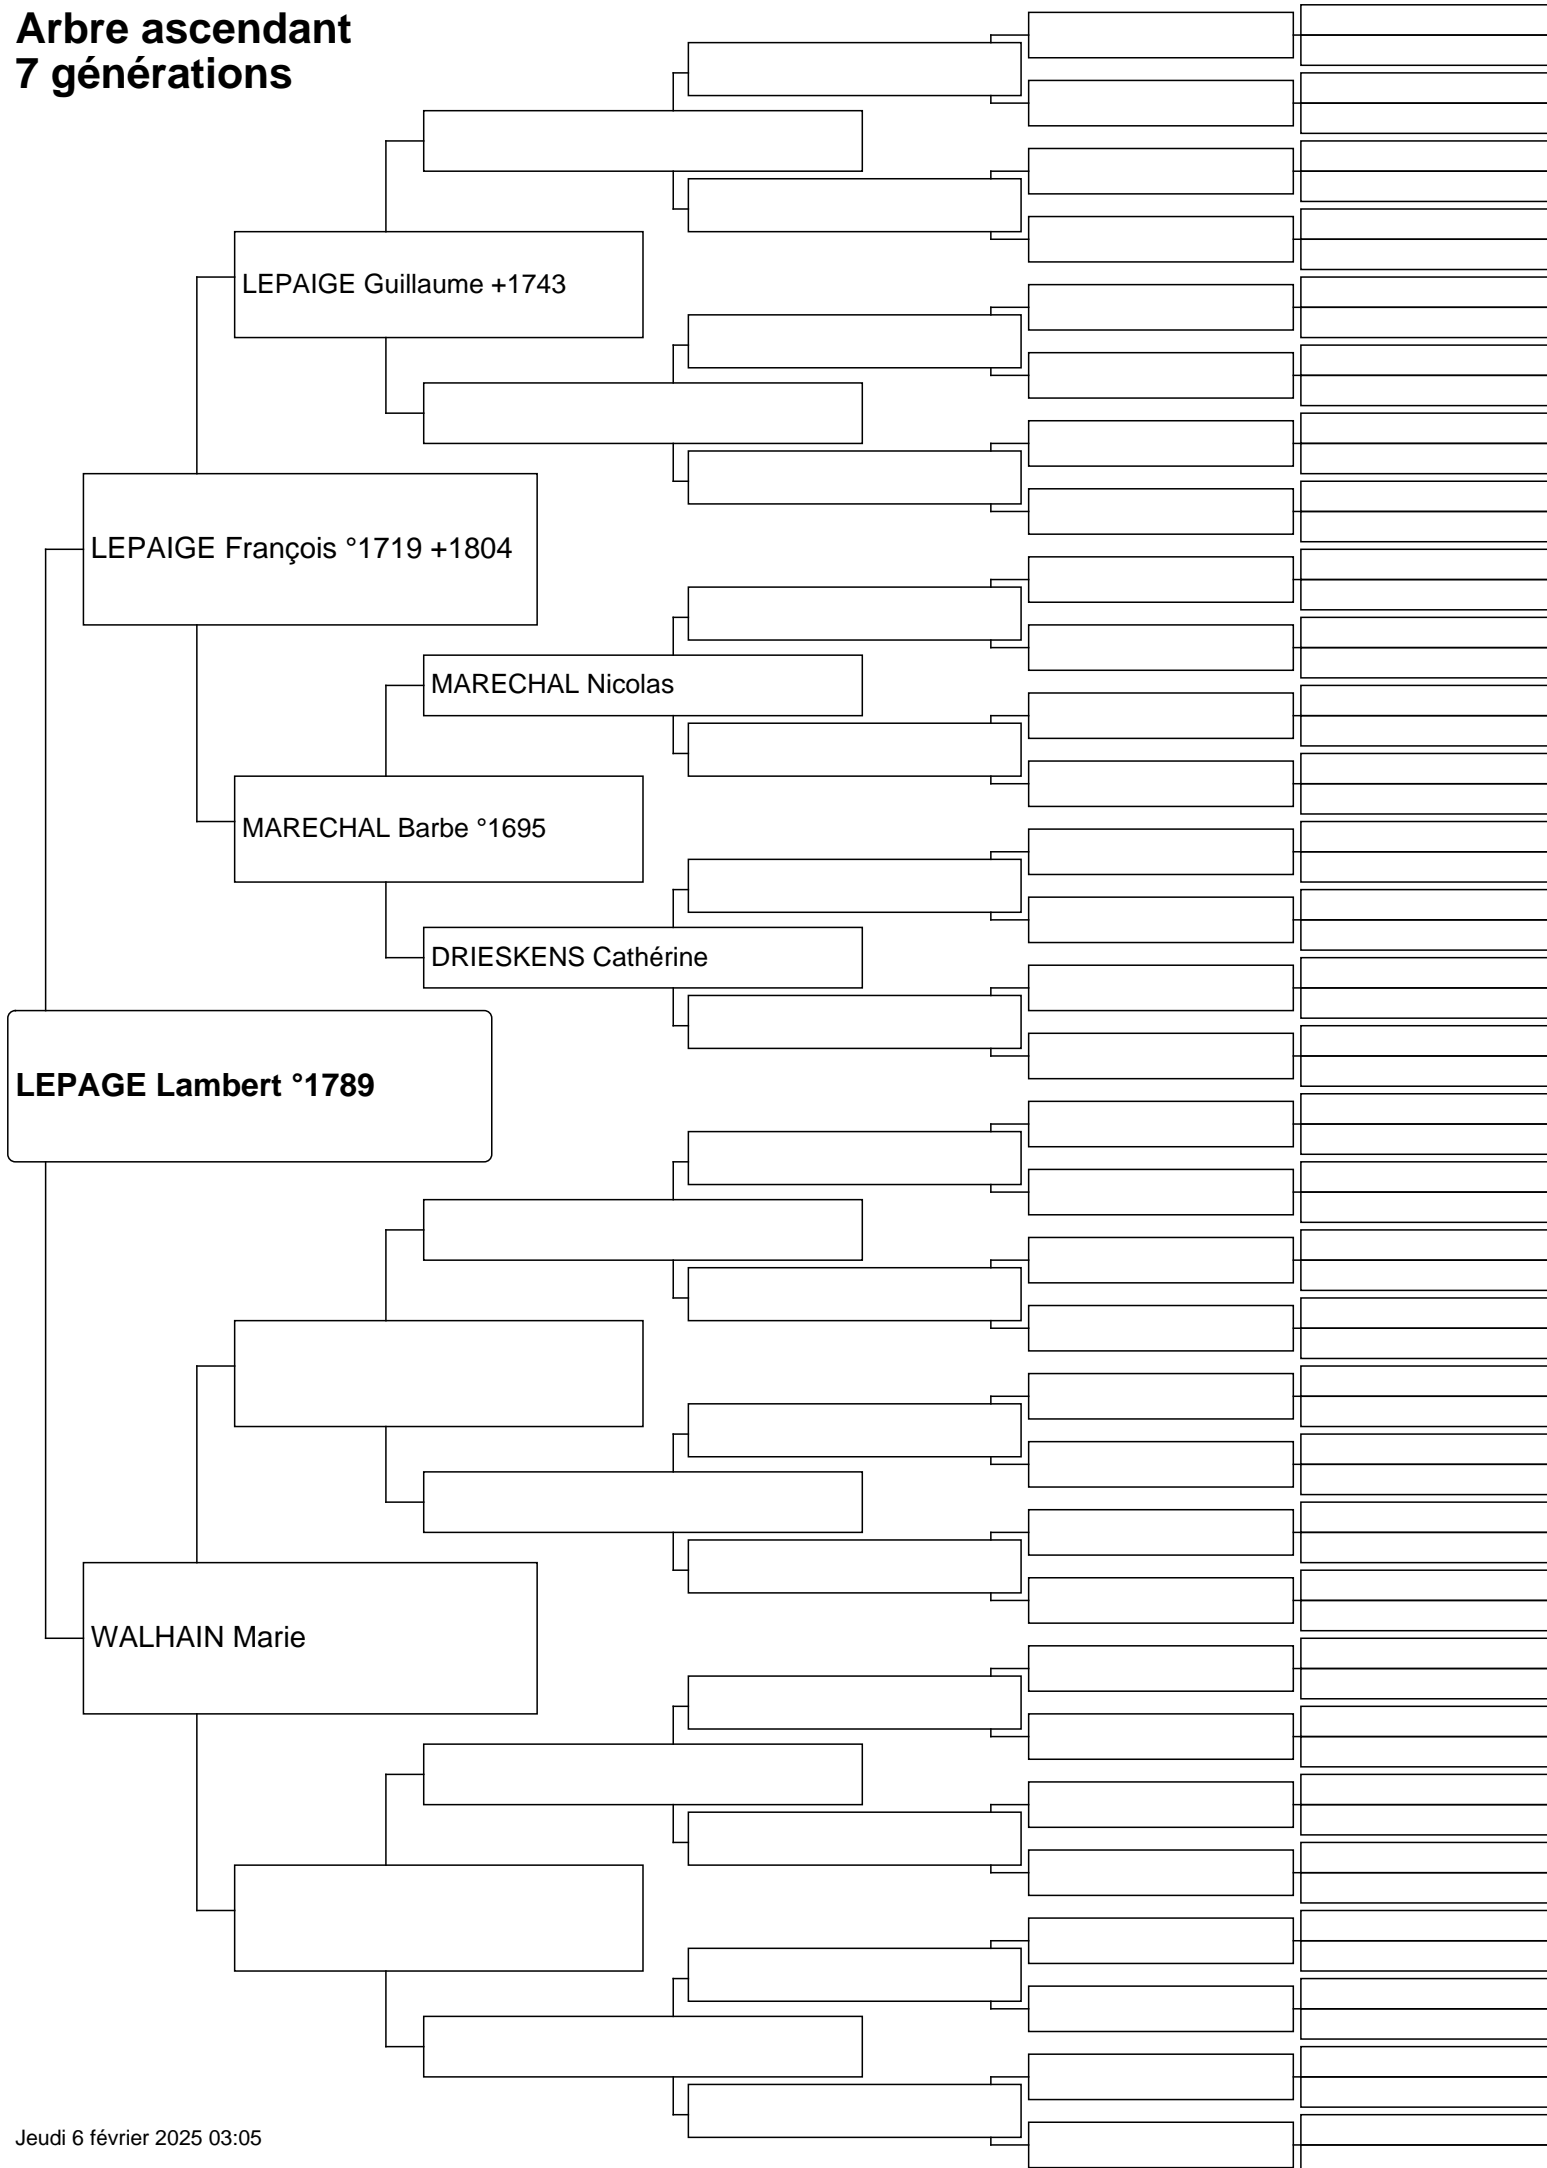 Arbre ascendant
7 générations
LEPAIGE Guillaume +1743
LEPAIGE François °1719 +1804
MARECHAL Nicolas
MARECHAL Barbe °1695
DRIESKENS Cathérine
LEPAGE Lambert °1789
WALHAIN Marie
Jeudi 6 février 2025 03:05